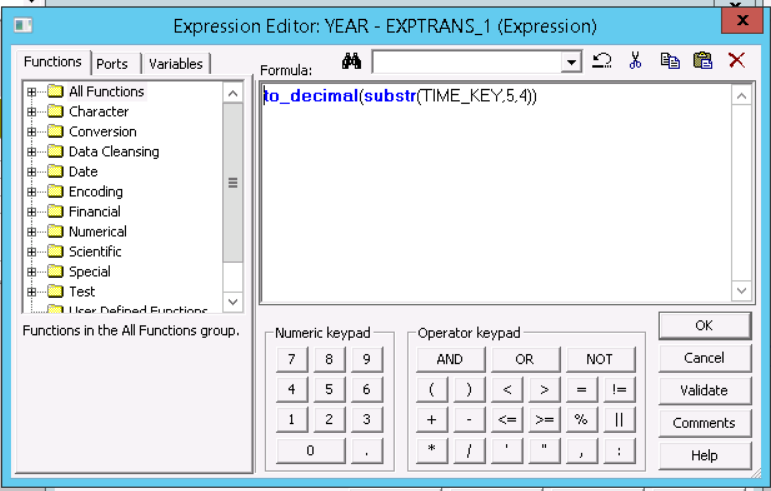 Expression Editor: YEAR - EXPTRANS_1 (Expression)
x
Functions Ports Variables
Formula:
All Functions
Character
Conversion
Data Cleansing
Date
Encoding
Financial
Numerical
Scientific
Special
Test
User Defined Functions
to_decimal(substr(TIME_KEY,5,4))
Functions in the All Functions group.
Numeric keypad
7 8 9
4 5 6
1 2 3
0 .
Operator keypad
AND OR NOT
( ) < > = !=
+ - <= >= % ||
* / ' " , :
OK
Cancel
Validate
Comments
Help